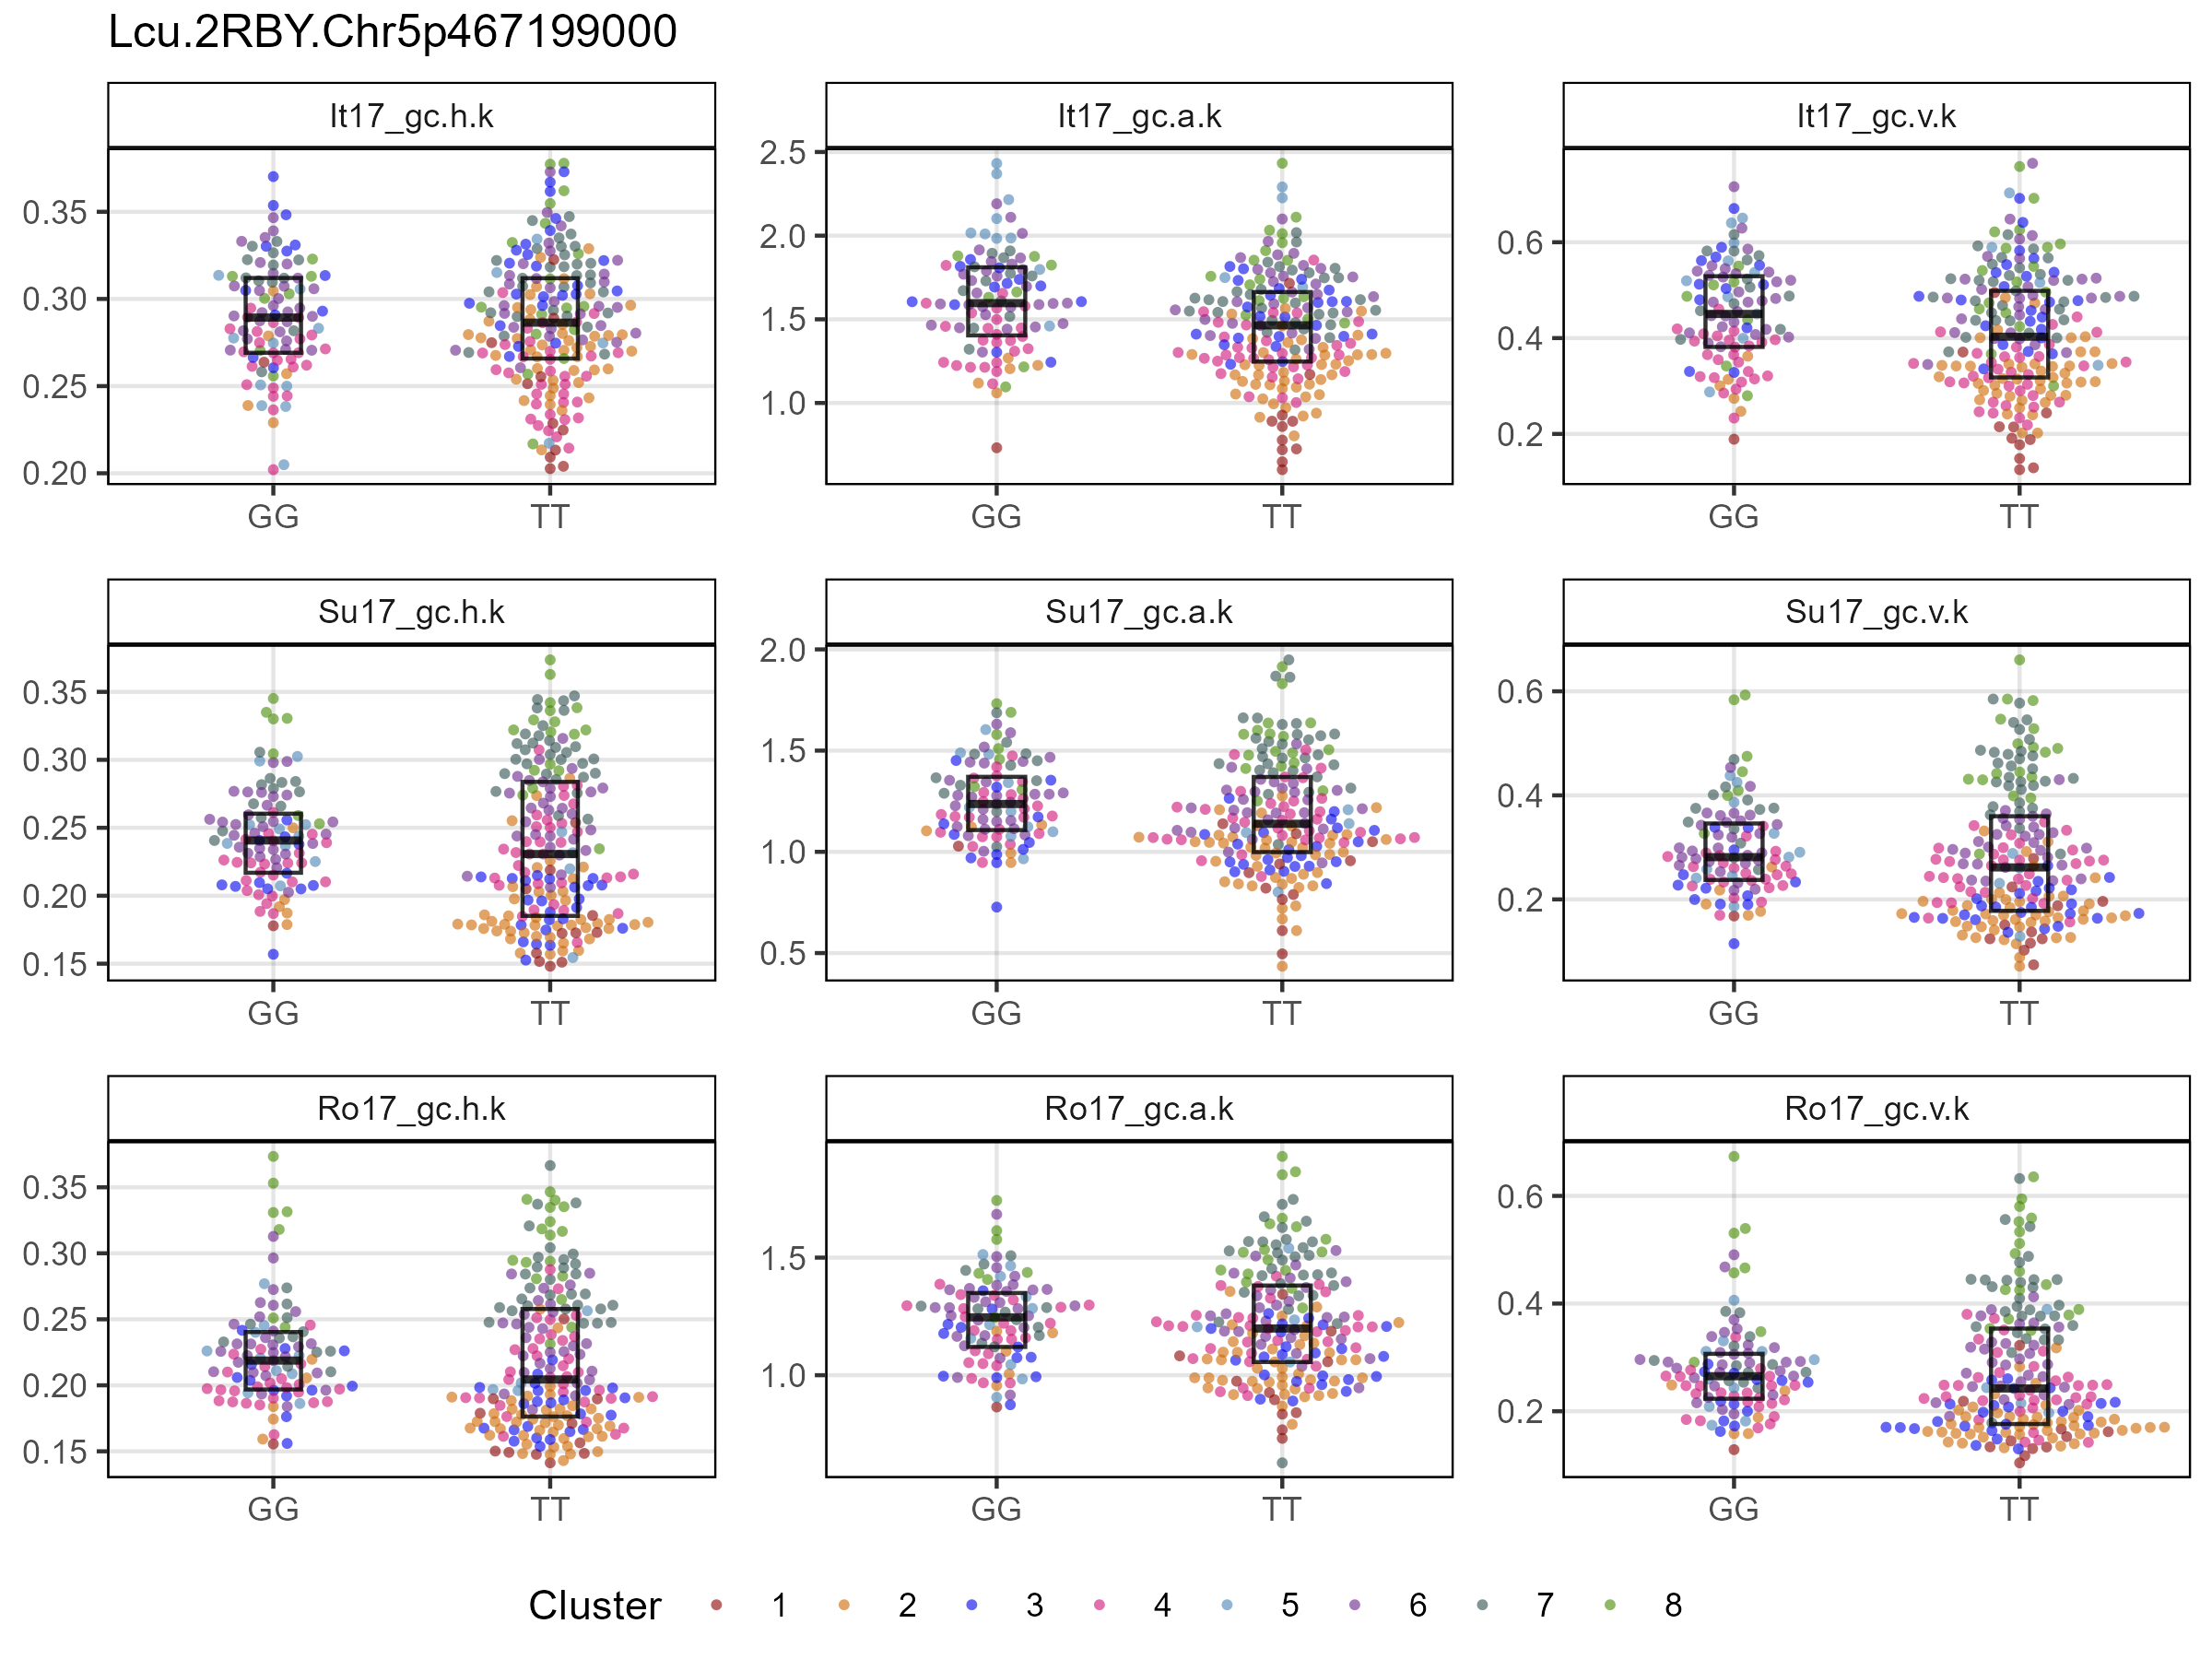 Lcu.2RBY.Chr5p467199000
It17_gc.h.k
It17_gc.a.k
It17_gc.v.k
0.35
0.30
0.25
0.20
2.5
2.0
1.5
1.0
0.6
0.4
0.2
GG
TT
GG
TT
GG
TT
Su17_gc.h.k
Su17_gc.a.k
Su17_gc.v.k
0.35
0.30
0.25
0.20
0.15
2.0
1.5
1.0
0.5
0.6
0.4
0.2
GG
TT
GG
TT
GG
TT
Ro17_gc.h.k
Ro17_gc.a.k
Ro17_gc.v.k
0.35
0.30
0.25
0.20
0.15
1.5
1.0
0.6
0.4
0.2
GG
TT
GG
TT
GG
TT
Cluster 1 2 3 4 5 6 7 8